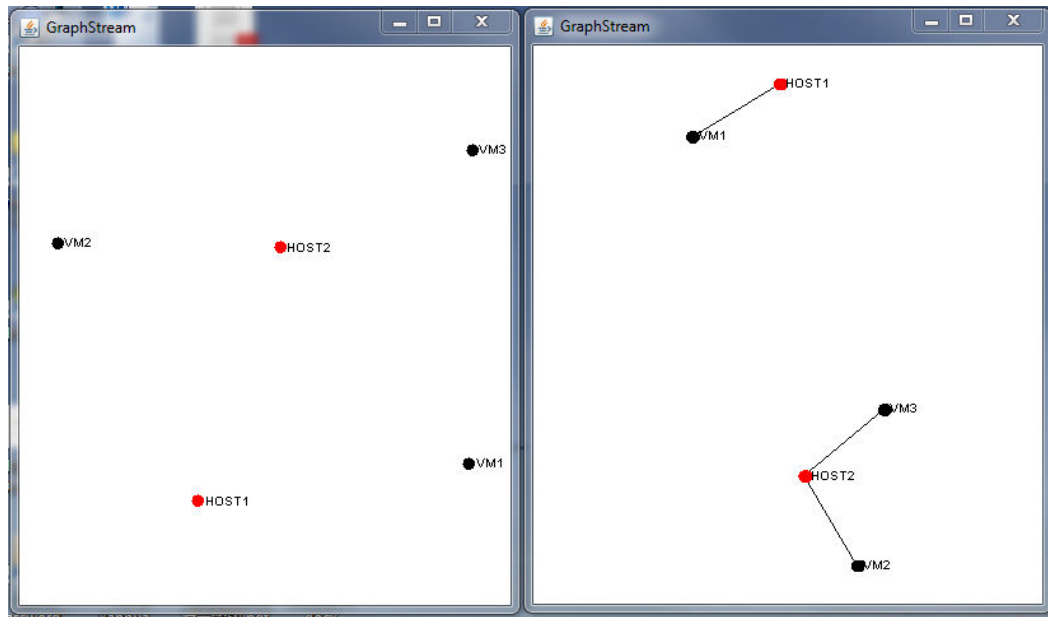 GraphStream
VM3
VM2
HOST2
VM1
HOST1
GraphStream
HOST1
VM1
VM3
HOST2
VM2